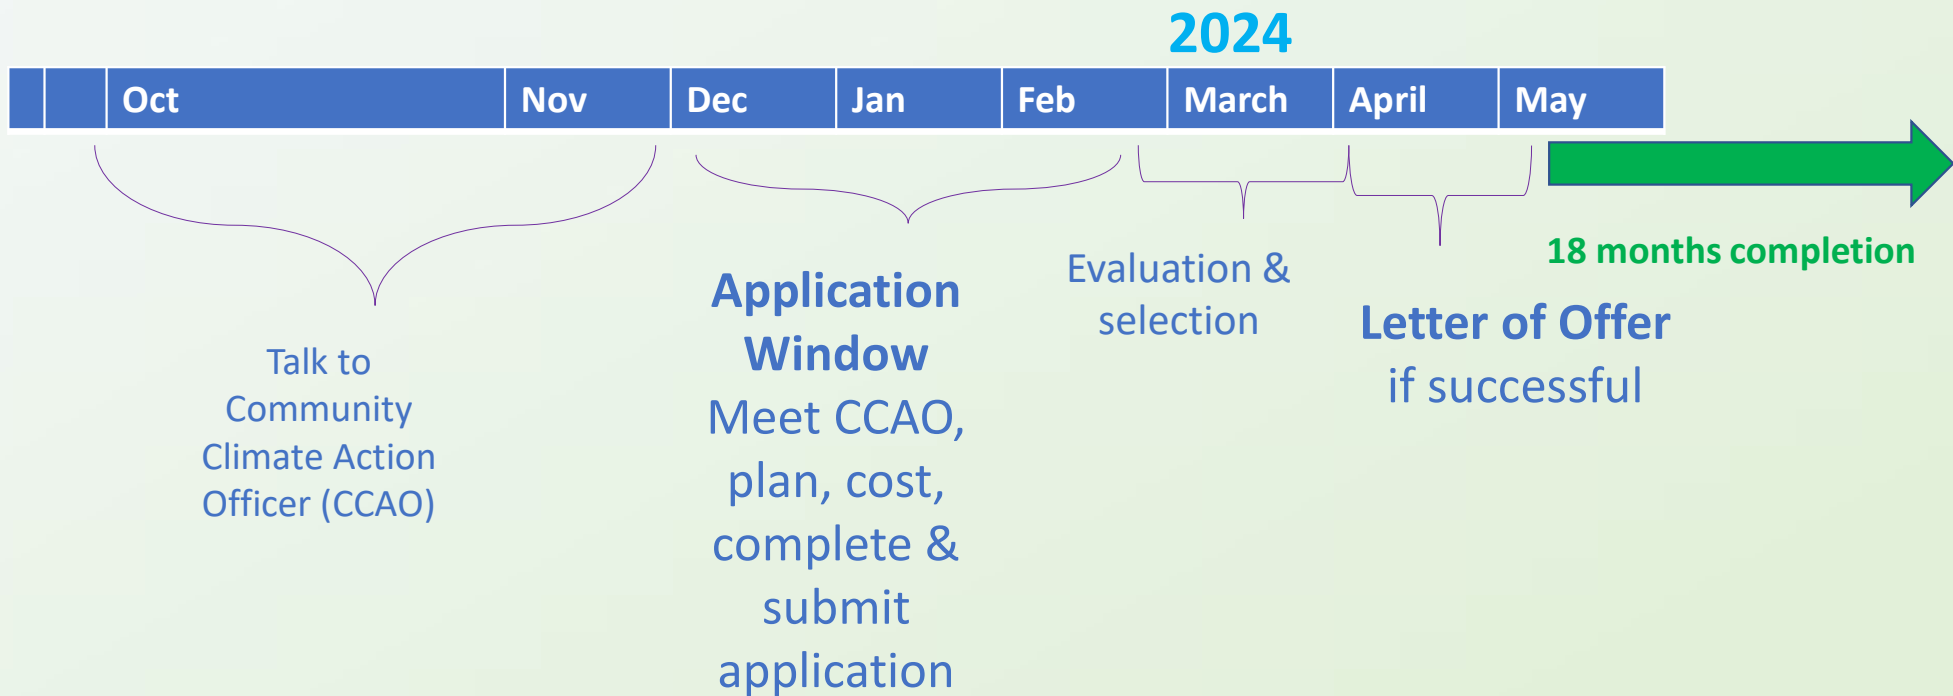 2024
Oct Nov Dec Jan Feb March April May
Talk to
Community
Climate Action
Officer (CCAO)
Application
Window
Meet CCAO,
plan, cost,
complete &
submit
application
Evaluation &
selection
Letter of Offer
if successful
18 months completion